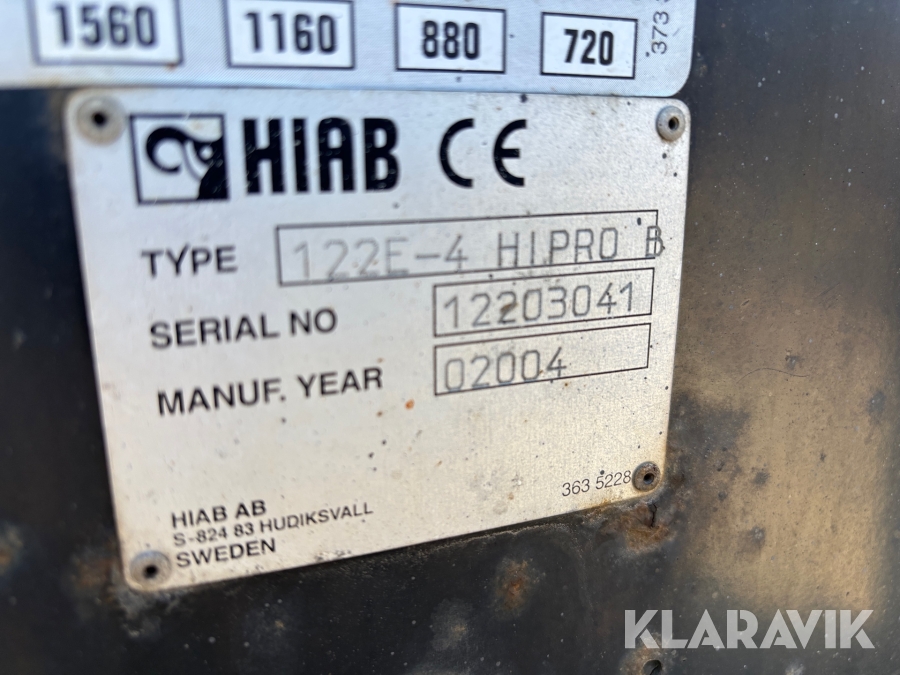 1560 1160 880 720
373
HIAB CE
TYPE 122E-4 HIPRO B
SERIAL NO 12203041
MANUF. YEAR 02004
363 5228
HIAB AB
S-824 83 HUDIKSVALL
SWEDEN
KLARAVIK